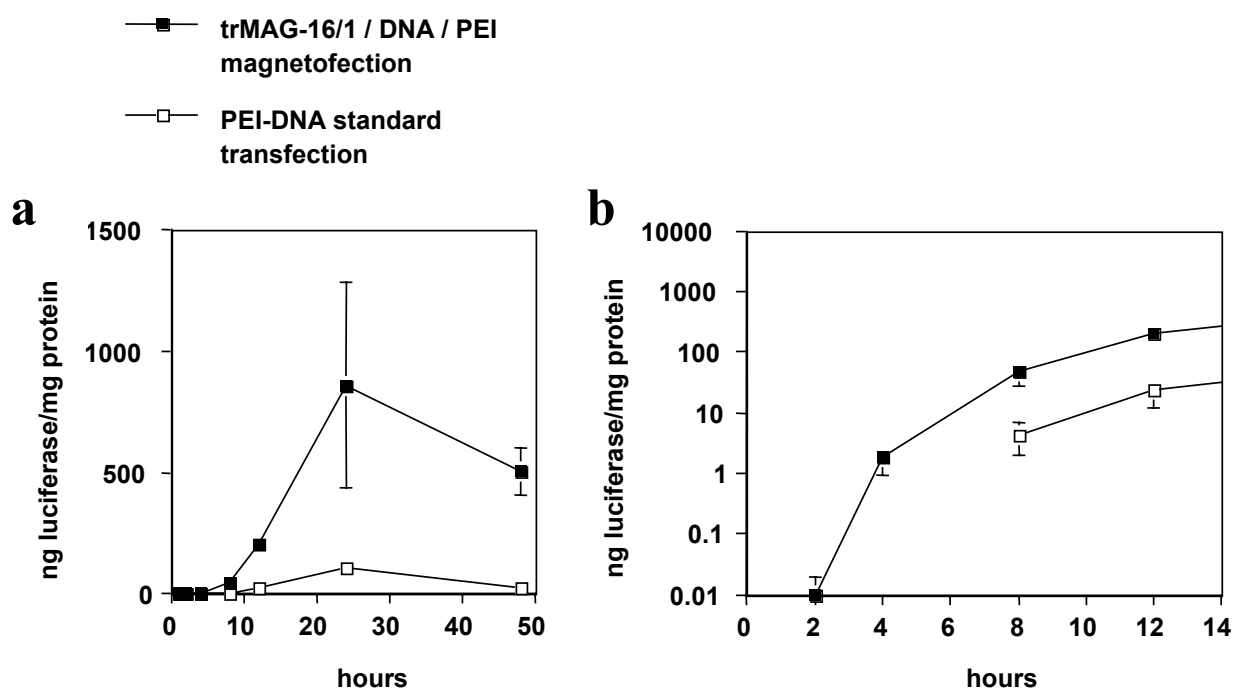 trMAG-16/1 / DNA / PEI
magnetofection
PEI-DNA standard
transfection
a
ng luciferase/mg protein
1500
1000
500
0
0 10 20 30 40 50
hours
b
ng luciferase/mg protein
10000
1000
100
10
1
0.1
0.01
0 2 4 6 8 10 12 14
hours